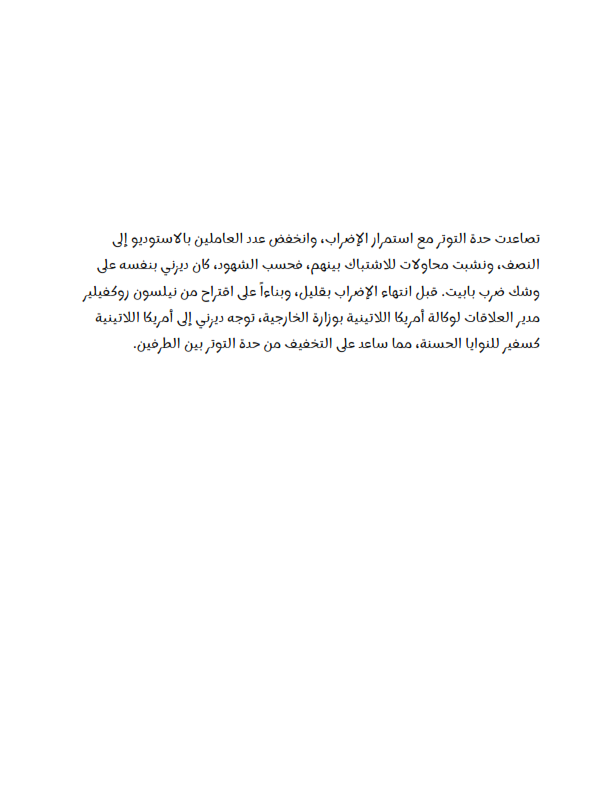 تصاعدت حدة التوتر مع استمرار الإضراب، وانخفض عدد العاملين بالاستوديو إلى
النصف، ونشبت محاولات للاشتباك بينهم، فحسب الشهود، كان ديزني بنفسه على
وشك ضرب بابيت. قبل انتهاء الإضراب بقليل، وبناءاً على اقتراح من نيلسون روكفيلير
مدير العلاقات لوكالة أمريكا اللاتينية بوزارة الخارجية، توجه ديزني إلى أمريكا اللاتينية
كسفير للنوايا الحسنة، مما ساعد على التخفيف من حدة التوتر بين الطرفين.